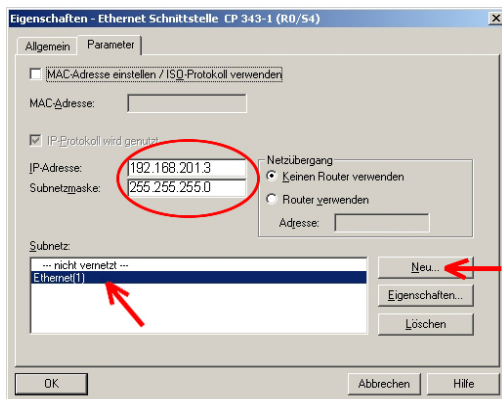 Eigenschaften - Ethernet Schnittstelle CP 343-1 (R0/S4)
Allgemein Parameter
MAC-Adresse einstellen / ISO-Protokoll verwenden
MAC-Adresse:
IP-Protokoll wird genutzt
IP-Adresse: 192.168.201.3
Subnetzmaske: 255.255.255.0
Netzübergang
Keinen Router verwenden
Router verwenden
Adresse:
Subnetz:
--- nicht vernetzt ---
Ethernet(1)
Neu...
Eigenschaften...
Löschen
OK Abbrechen Hilfe